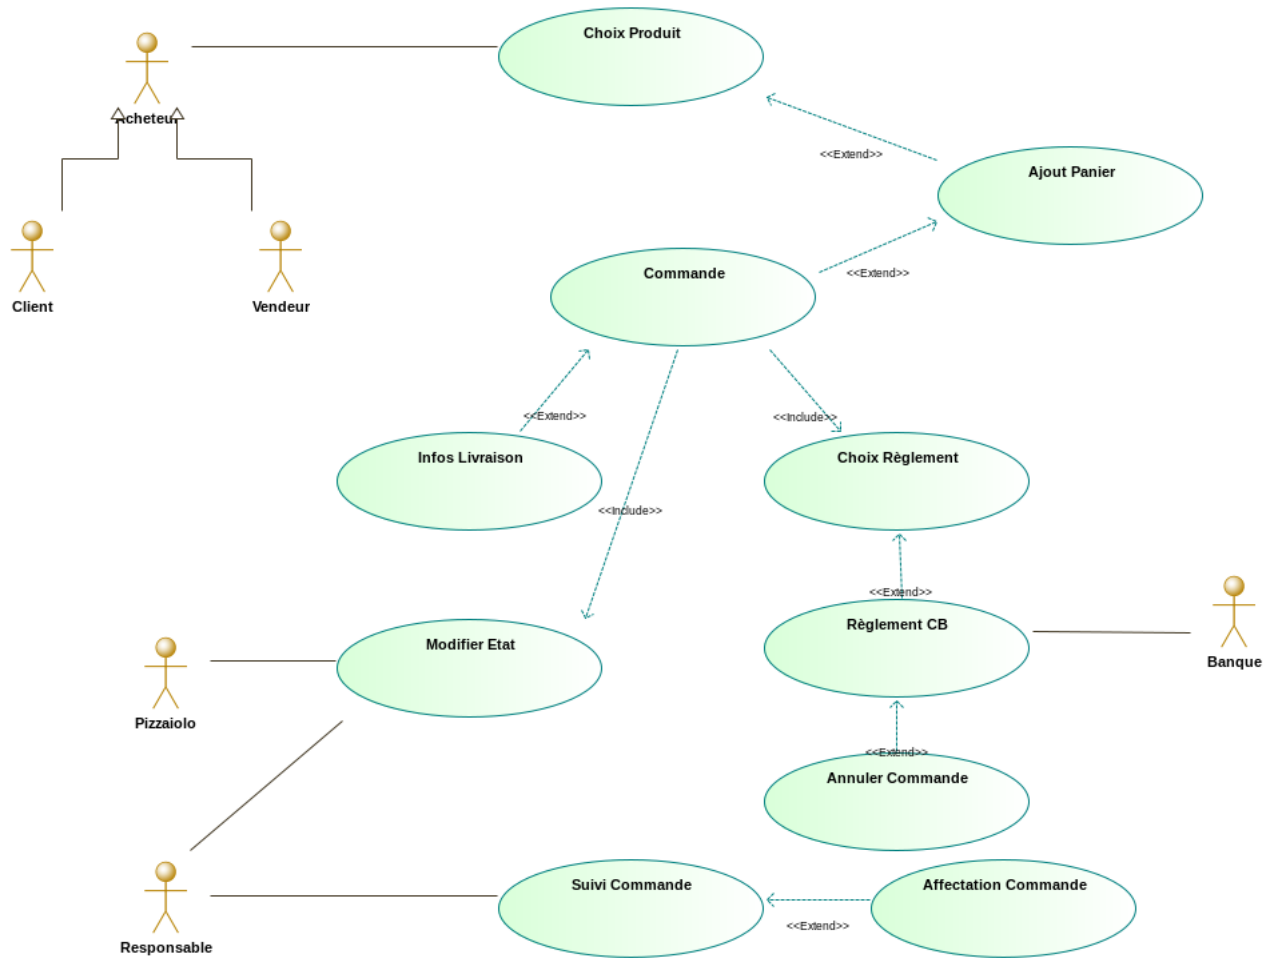 Choix Produit
Acheteur
<<Extend>>
Ajout Panier
<<Extend>>
Commande
Client
Vendeur
<<Extend>>
<<Include>>
Infos Livraison
Choix Règlement
<<Include>>
<<Extend>>
Règlement CB
Modifier Etat
Banque
Pizzaiolo
<<Extend>>
Annuler Commande
Suivi Commande
Affectation Commande
<<Extend>>
Responsable